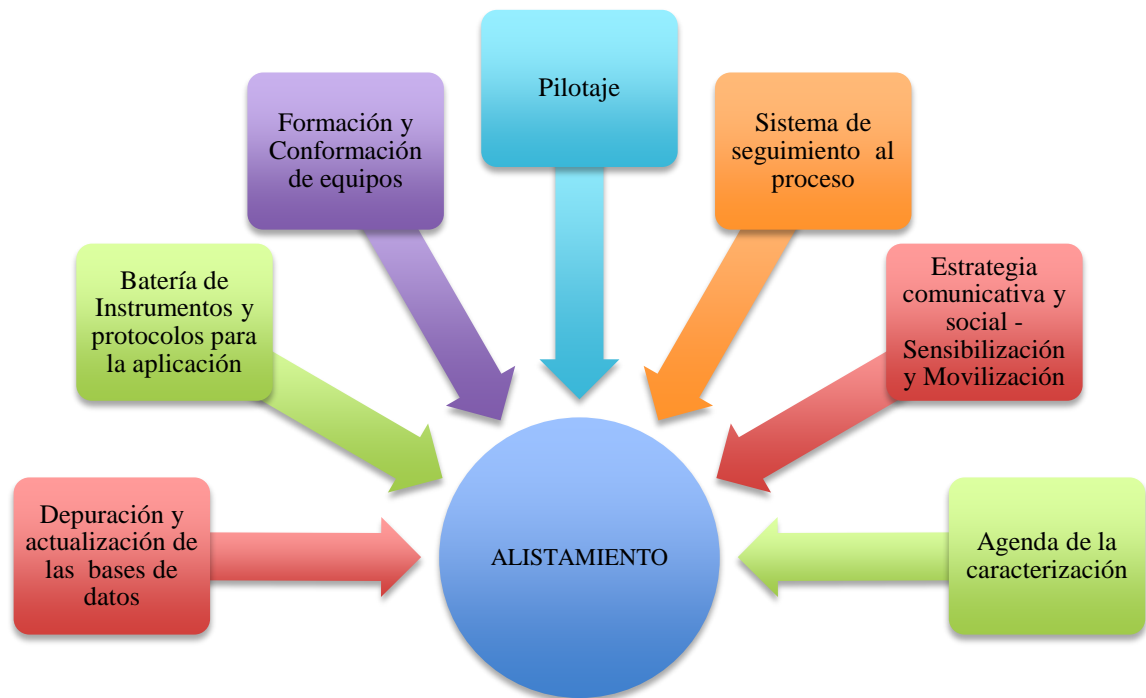 Pilotaje
Formación y
Conformación
de equipos
Sistema de
seguimiento al
proceso
Batería de
Instrumentos y
protocolos para
la aplicación
Estrategia
comunicativa y
social -
Sensibilización
y Movilización
Depuración y
actualización de
las bases de
datos
ALISTAMIENTO
Agenda de la
caracterización